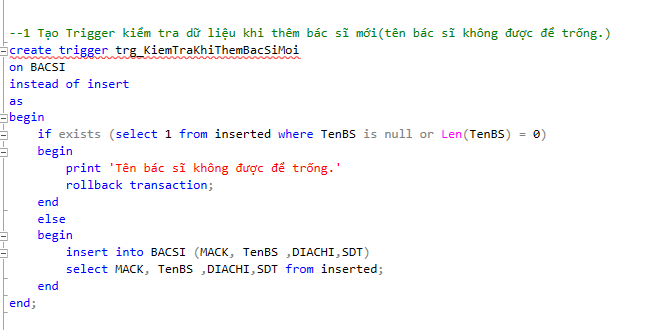 --1 Tạo Trigger kiểm tra dữ liệu khi thêm bác sĩ mới(tên bác sĩ không được để trống.)
create trigger trg_KiemTraKhiThemBacSiMoi
on BACSI
instead of insert
as
begin
if exists (select 1 from inserted where TenBS is null or Len(TenBS) = 0)
begin
print 'Tên bác sĩ không được để trống.'
rollback transaction;
end
else
begin
insert into BACSI (MACK, TenBS ,DIACHI,SDT)
select MACK, TenBS ,DIACHI,SDT from inserted;
end
end;